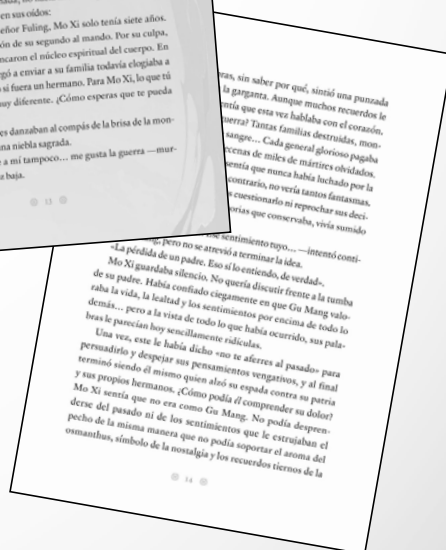 en sus oídos:
eñor Fuling, Mo Xi solo tenía siete años.
ón de su segundo al mando. Por su culpa,
ncaron el núcleo espiritual del cuerpo. En
gó a enviar a su familia todavía elogiaba a
si fuera un hermano. Para Mo Xi, lo que tú
uy diferente. ¿Cómo esperas que te pueda
es danzaban al compás de la brisa de la mon-
na niebla sagrada.
a mí tampoco… me gusta la guerra —mur-
a baja.
13
ras, sin saber por qué, sintió una punzada
la garganta. Aunque muchos recuerdos le
entía que esta vez hablaba con el corazón.
uerra? Tantas familias destruidas, mon-
sangre… Cada general glorioso pagaba
cenas de miles de mártires olvidados.
sentía que nunca había luchado por la
contrario, no vería tantos fantasmas,
cuestionarlo ni reprochar sus deci-
orias que conservaba, vivía sumido
se sentimiento tuyo… —intentó conti-
, pero no se atrevió a terminar la idea.
«La pérdida de un padre. Eso sí lo entiendo, de verdad».
Mo Xi guardaba silencio. No quería discutir frente a la tumba
de su padre. Había confiado ciegamente en que Gu Mang valo-
raba la vida, la lealtad y los sentimientos por encima de todo lo
demás… pero a la vista de todo lo que había ocurrido, sus pala-
bras le parecían hoy sencillamente ridículas.
Una vez, este le había dicho «no te aferres al pasado» para
persuadirlo y despejar sus pensamientos vengativos, y al final
terminó siendo él mismo quien alzó su espada contra su patria
y sus propios hermanos. ¿Cómo podía él comprender su dolor?
Mo Xi sentía que no era como Gu Mang. No podía despren-
derse del pasado ni de los sentimientos que le estrujaban el
pecho de la misma manera que no podía soportar el aroma del
osmanthus, símbolo de la nostalgia y los recuerdos tiernos de la
14